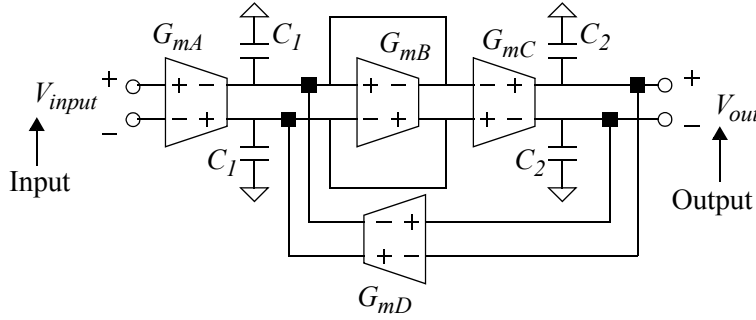 G_mA C_1 G_mB G_mC C_2
+ + − + − + − +
V_input V_out
− − + − + − + −
C_1 C_2
Input Output
− +
+ −
G_mD